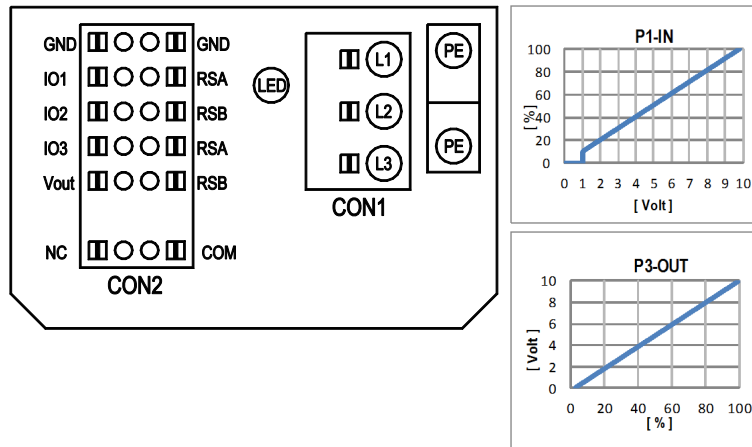 GND GND
IO1 RSA
IO2 RSB
IO3 RSA
Vout RSB
NC COM
CON2
LED
L1
L2
L3
CON1
PE
PE
P1-IN
[ % ]
100
80
60
40
20
0
0 1 2 3 4 5 6 7 8 9 10
[ Volt ]
P3-OUT
[ Volt ]
10
8
6
4
2
0
0 20 40 60 80 100
[ % ]